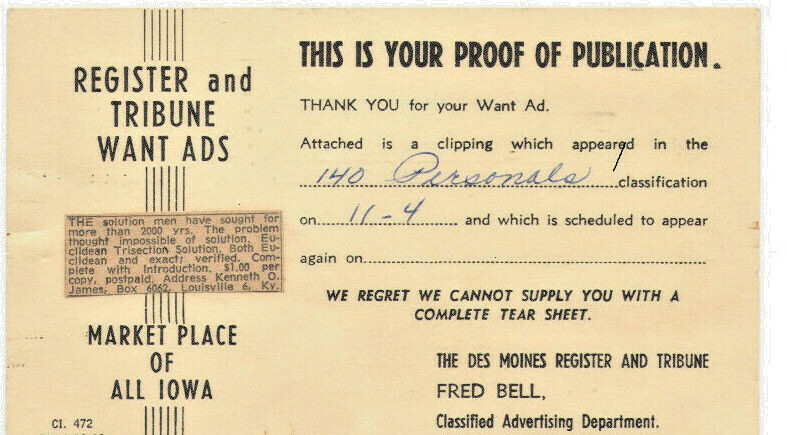 REGISTER and
TRIBUNE
WANT ADS
THE solution men have sought for
more than 2000 yrs. The problem
thought impossible of solution. Eu-
clidean Trisection Solution. Both Eu-
clidean and exact; verified. Com-
plete with Introduction. $1.00 per
copy, postpaid. Address Kenneth O.
James, Box 6062, Louisville 6, Ky.
MARKET PLACE
OF
ALL IOWA
CI. 472
THIS IS YOUR PROOF OF PUBLICATION.
THANK YOU for your Want Ad.
Attached is a clipping which appeared in the
140 Personals classification
on 11-4 and which is scheduled to appear
again on
WE REGRET WE CANNOT SUPPLY YOU WITH A
COMPLETE TEAR SHEET.
THE DES MOINES REGISTER AND TRIBUNE
FRED BELL,
Classified Advertising Department.